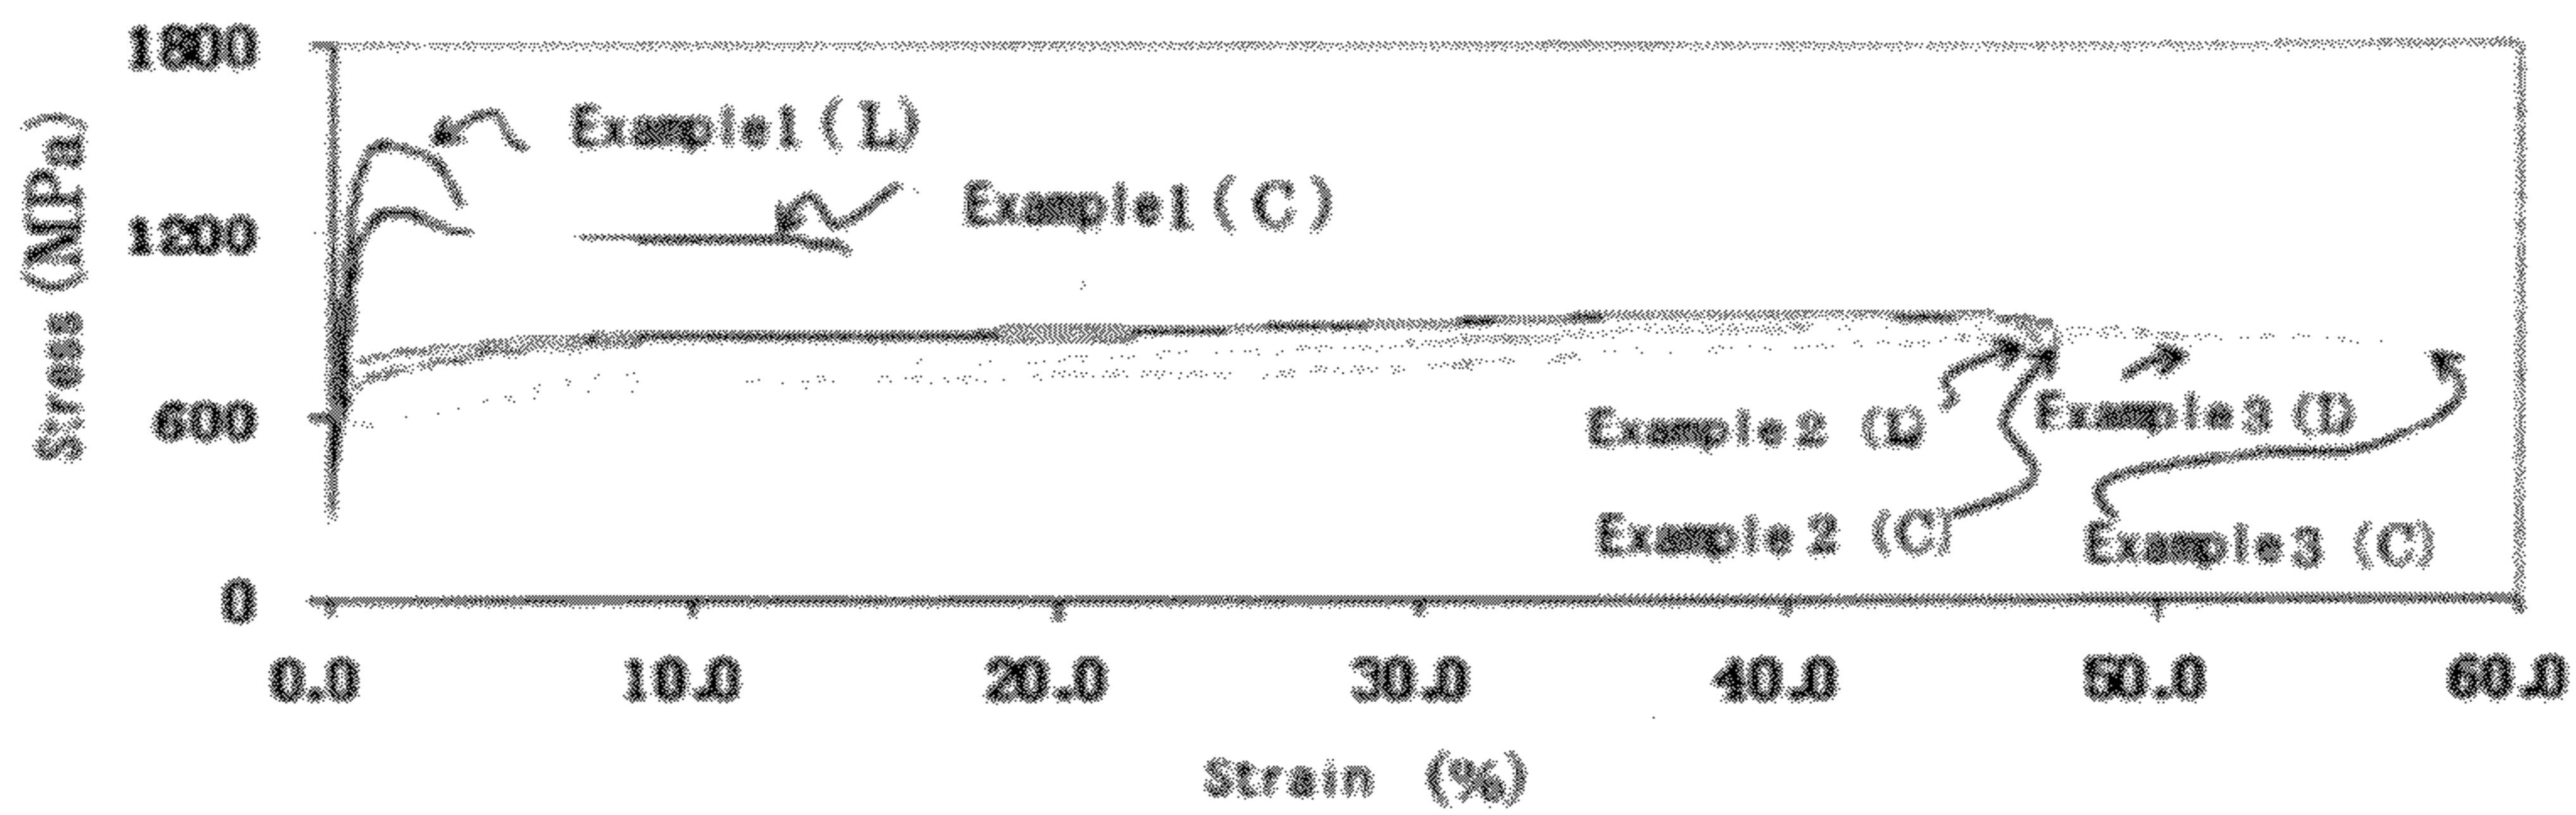 1800
Example1 (L)
Example1 (C)
1200
Stress (MPa)
600
Example2 (L)
Example3 (L)
Example2 (C)
Example3 (C)
0
0.0 10.0 20.0 30.0 40.0 50.0 60.0
Strain (%)